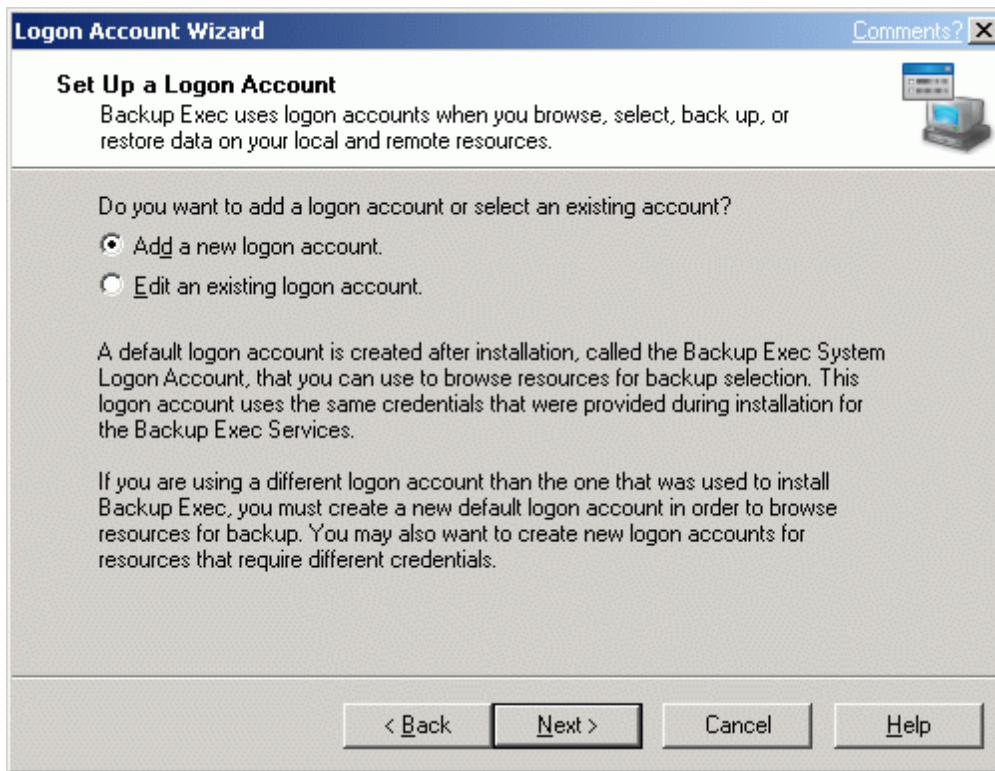 Logon Account Wizard
Comments?
Set Up a Logon Account
Backup Exec uses logon accounts when you browse, select, back up, or
restore data on your local and remote resources.
Do you want to add a logon account or select an existing account?
Add a new logon account.
Edit an existing logon account.
A default logon account is created after installation, called the Backup Exec System
Logon Account, that you can use to browse resources for backup selection. This
logon account uses the same credentials that were provided during installation for
the Backup Exec Services.
If you are using a different logon account than the one that was used to install
Backup Exec, you must create a new default logon account in order to browse
resources for backup. You may also want to create new logon accounts for
resources that require different credentials.
< Back
Next >
Cancel
Help